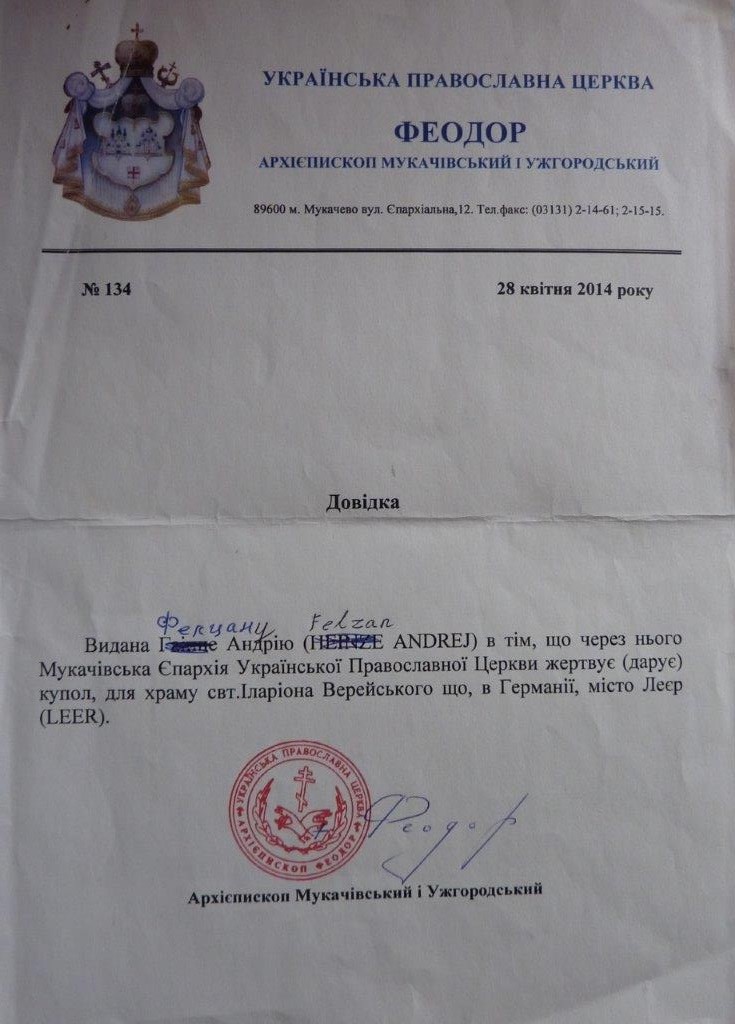 УКРАЇНСЬКА ПРАВОСЛАВНА ЦЕРКВА
ФЕОДОР
АРХІЄПИСКОП МУКАЧІВСЬКИЙ І УЖГОРОДСЬКИЙ
89600 м. Мукачево вул. Єпархіальна,12. Тел.факс: (03131) 2-14-61; 2-15-15.
№ 134 28 квітня 2014 року
Довідка
Felzan
Видана Андрію (HEINZE ANDREJ) в тім, що через нього
Мукачівська Єпархія Української Православної Церкви жертвує (дарує)
купол, для храму свт.Іларіона Верейського що, в Германії, місто Леєр
(LEER).
УКРАЇНСЬКА ПРАВОСЛАВНА ЦЕРКВА
АРХІЄПИСКОП ФЕОДОР
Феодор
Архієпископ Мукачівський і Ужгородський